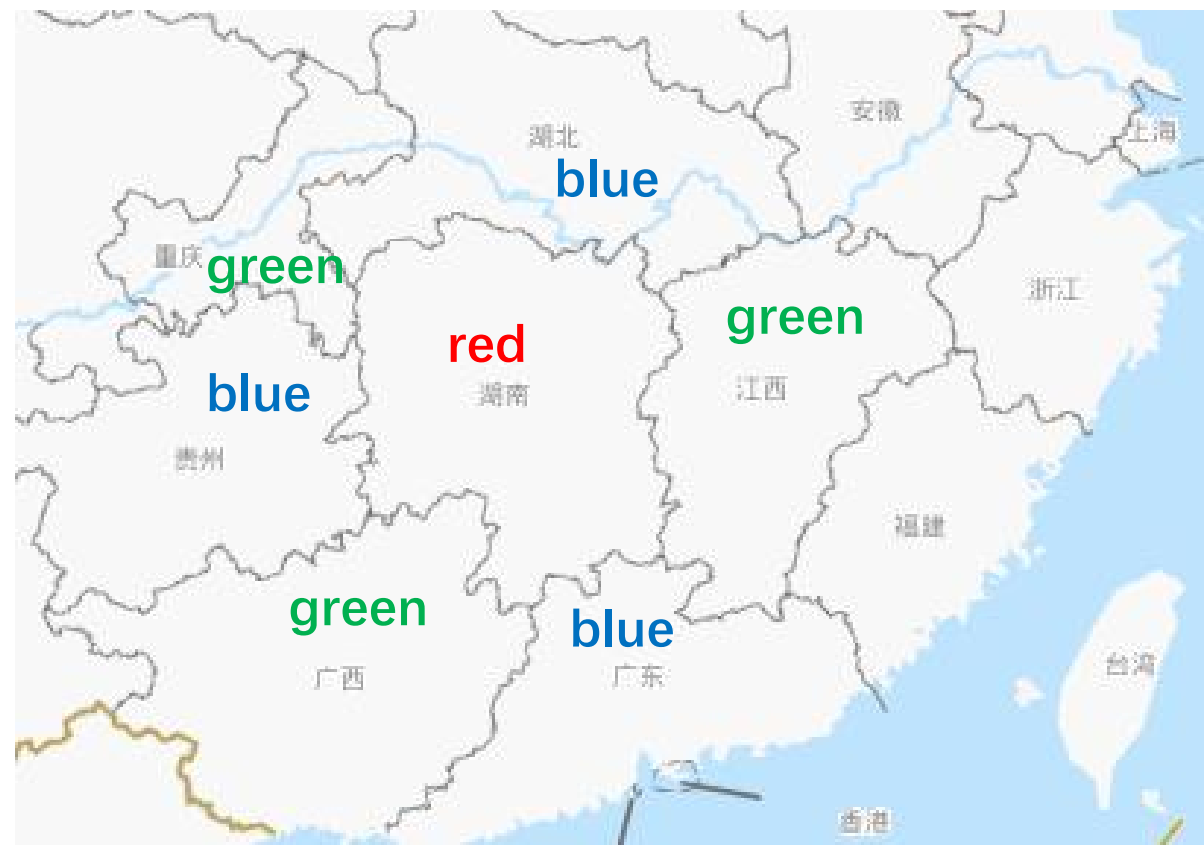 安徽
上海
湖北
blue
重庆
green
浙江
green
red
blue
湖南
江西
贵州
福建
green
blue
广西
广东
台湾
香港